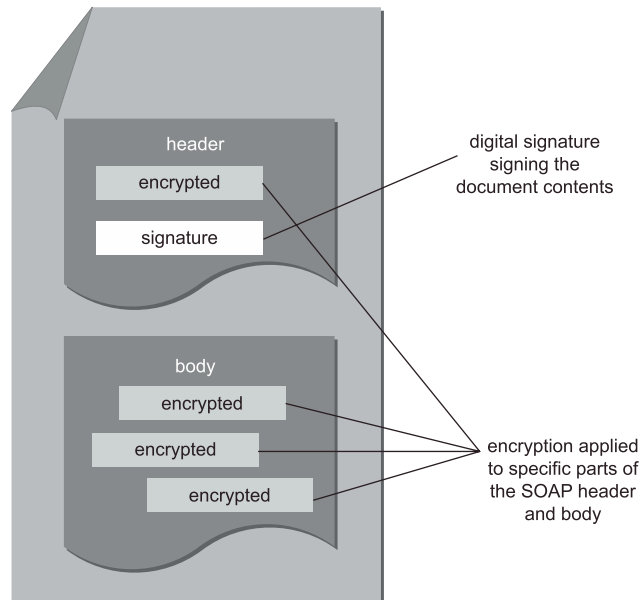 header
encrypted
signature
digital signature
signing the
document contents
body
encrypted
encrypted
encrypted
encryption applied
to specific parts of
the SOAP header
and body